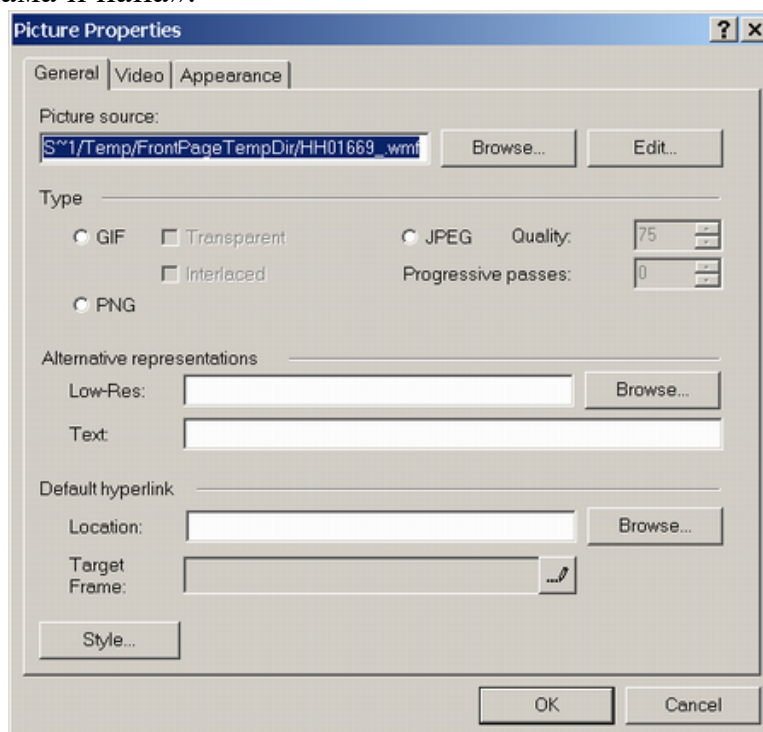 Picture Properties
General Video Appearance
Picture source:
S~1/Temp/FrontPageTempDir/HH01669_.wmf Browse... Edit...
Type
GIF Transparent JPEG Quality: 75
Interlaced Progressive passes: 0
PNG
Alternative representations
Low-Res: Browse...
Text:
Default hyperlink
Location: Browse...
Target
Frame:
Style...
OK Cancel